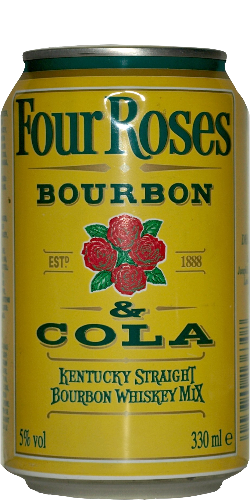 Four Roses
BOURBON
ESTD 1888
&
COLA
KENTUCKY STRAIGHT
BOURBON WHISKEY MIX
5% vol 330 ml e